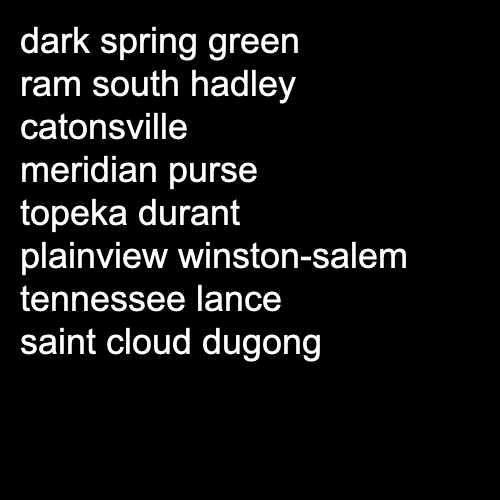 dark spring green
ram south hadley
catonsville
meridian purse
topeka durant
plainview winston-salem
tennessee lance
saint cloud dugong